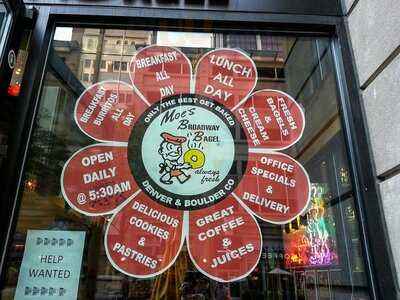 BREAKFAST
ALL
DAY
LUNCH
ALL
DAY
FRESH
BAGELS
&
CREAM
CHEESE
OFFICE
SPECIALS
&
DELIVERY
GREAT
COFFEE
&
JUICES
DELICIOUS
COOKIES
&
PASTRIES
OPEN
DAILY
@ 5:30AM
BREAKFAST
BURRITOS
ALL DAY
ONLY THE BEST GET BAKED
Moe's
Broadway
Bagel
always
fresh
DENVER & BOULDER CO
HELP
WANTED